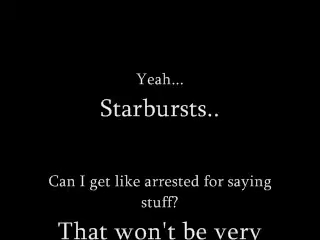 Yeah...
Starbursts..
Can I get like arrested for saying
stuff?
That won't be very